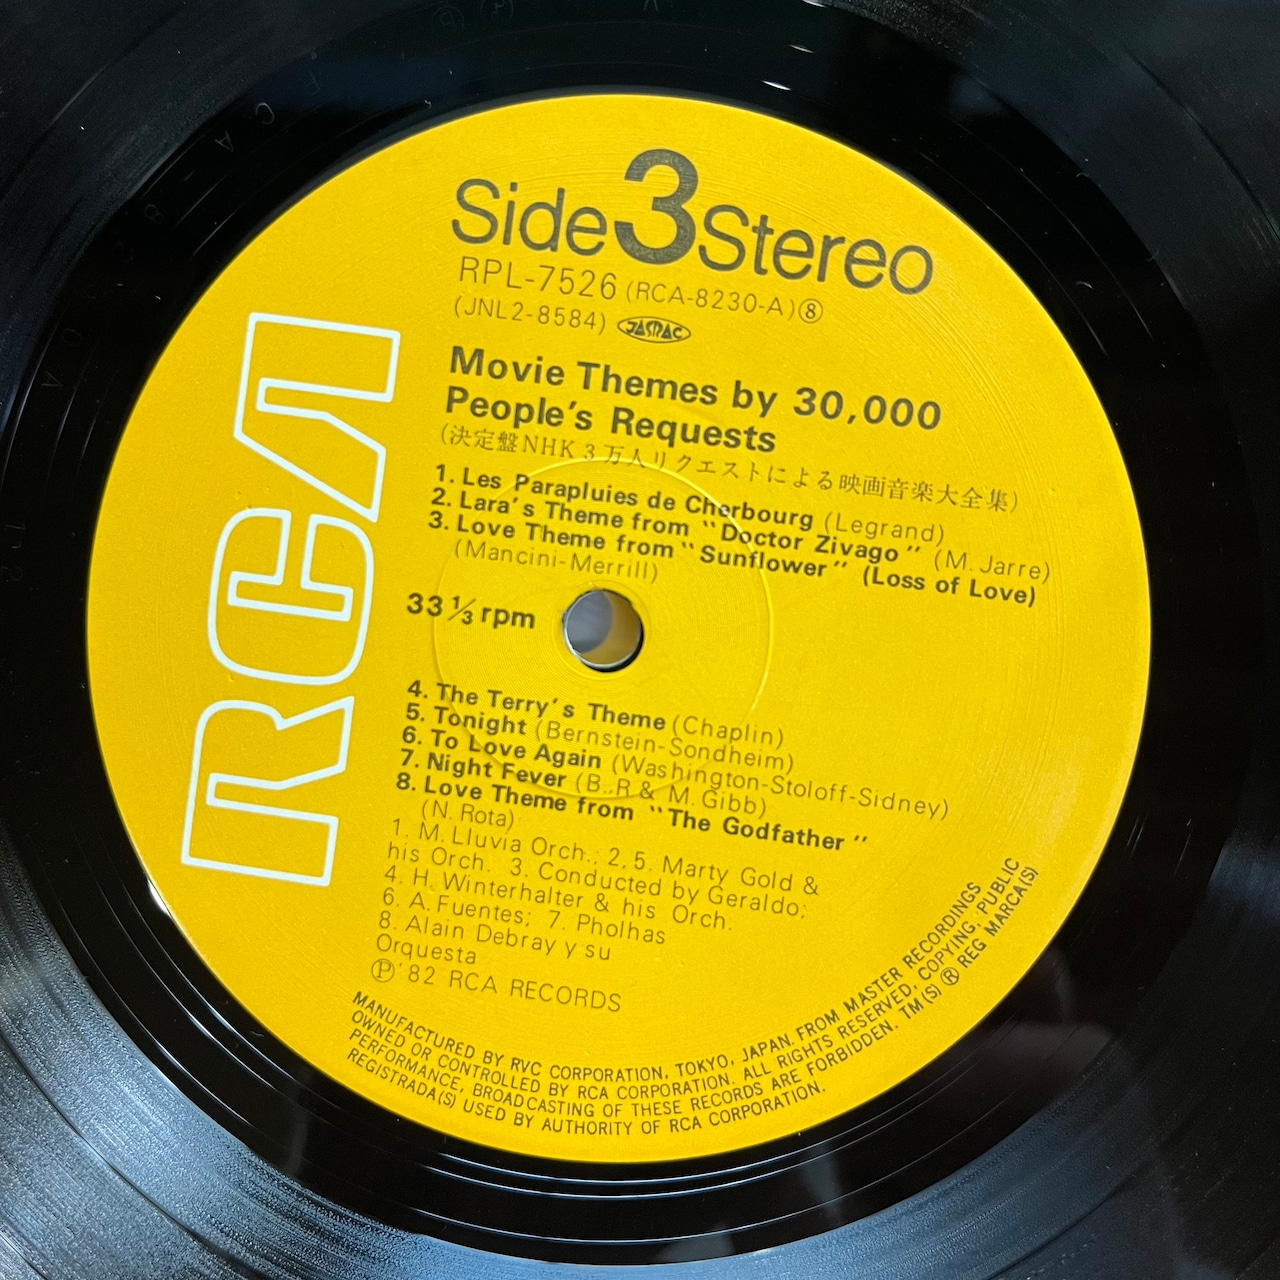 Side 3 Stereo
RPL-7526 (RCA-8230-A) ⑧
(JNL2-8584) JASRAC
Movie Themes by 30,000
People's Requests
(決定盤NHK3万人リクエストによる映画音楽大全集)
1. Les Parapluies de Cherbourg (Legrand)
2. Lara's Theme from "Doctor Zivago" (M. Jarre)
3. Love Theme from "Sunflower" (Loss of Love)
(Mancini-Merrill)
33 1/3 rpm
4. The Terry's Theme (Chaplin)
5. Tonight (Bernstein-Sondheim)
6. To Love Again (Washington-Stoloff-Sidney)
7. Night Fever (B., R & M. Gibb)
8. Love Theme from "The Godfather"
(N. Rota)
1. M. Lluvia Orch.; 2, 5. Marty Gold &
his Orch. 3. Conducted by Geraldo;
4. H. Winterhalter & his Orch.
6. A. Fuentes; 7. Pholhas
8. Alain Debray y su
Orquesta
Ⓟ '82 RCA RECORDS
RCA
MANUFACTURED BY RVC CORPORATION, TOKYO, JAPAN. FROM MASTER RECORDINGS
OWNED OR CONTROLLED BY RCA CORPORATION. ALL RIGHTS RESERVED, COPYING, PUBLIC
PERFORMANCE, BROADCASTING OF THESE RECORDS ARE FORBIDDEN. TM(S) ® REG MARCA(S)
REGISTRADA(S) USED BY AUTHORITY OF RCA CORPORATION.